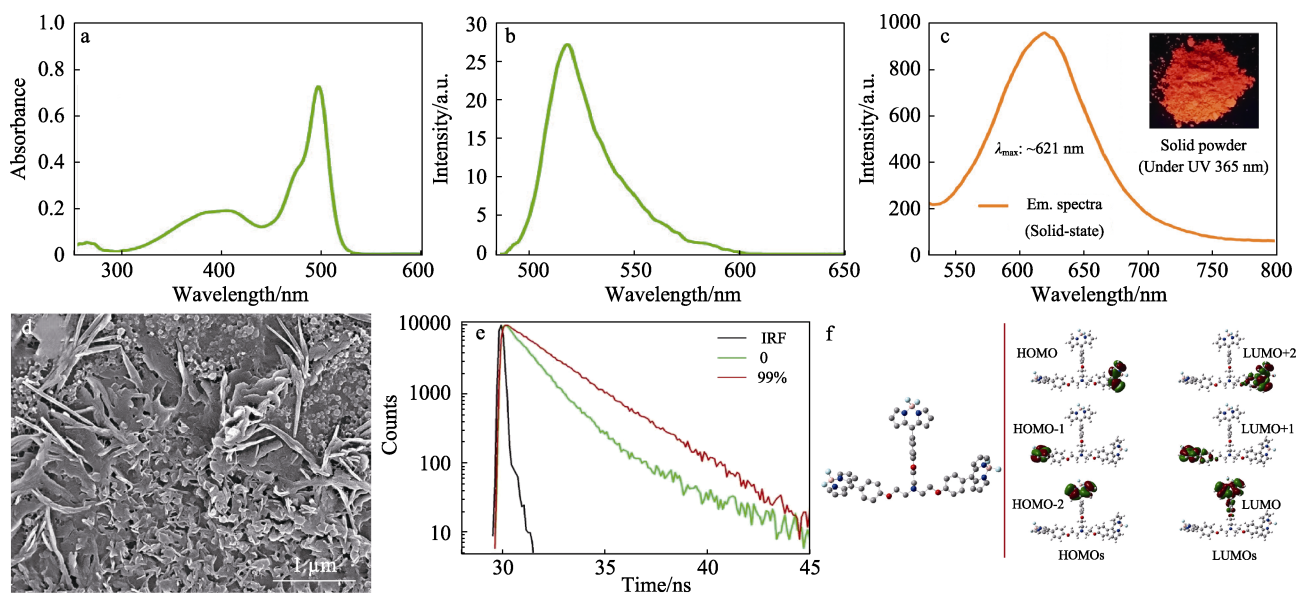 a
1.0
0.8
0.6
0.4
0.2
0
Absorbance
300
400
500
600
Wavelength/nm
b
30
25
20
15
10
5
0
Intensity/a.u.
500
550
600
650
Wavelength/nm
c
1000
800
600
400
200
0
Intensity/a.u.
λmax: ~621 nm
Em. spectra
(Solid-state)
Solid powder
(Under UV 365 nm)
550
600
650
700
750
800
Wavelength/nm
d
1 μm
e
10000
1000
100
10
Counts
IRF
0
99%
30
35
40
45
Time/ns
f
HOMO
LUMO+2
HOMO-1
LUMO+1
HOMO-2
LUMO
HOMOs
LUMOs